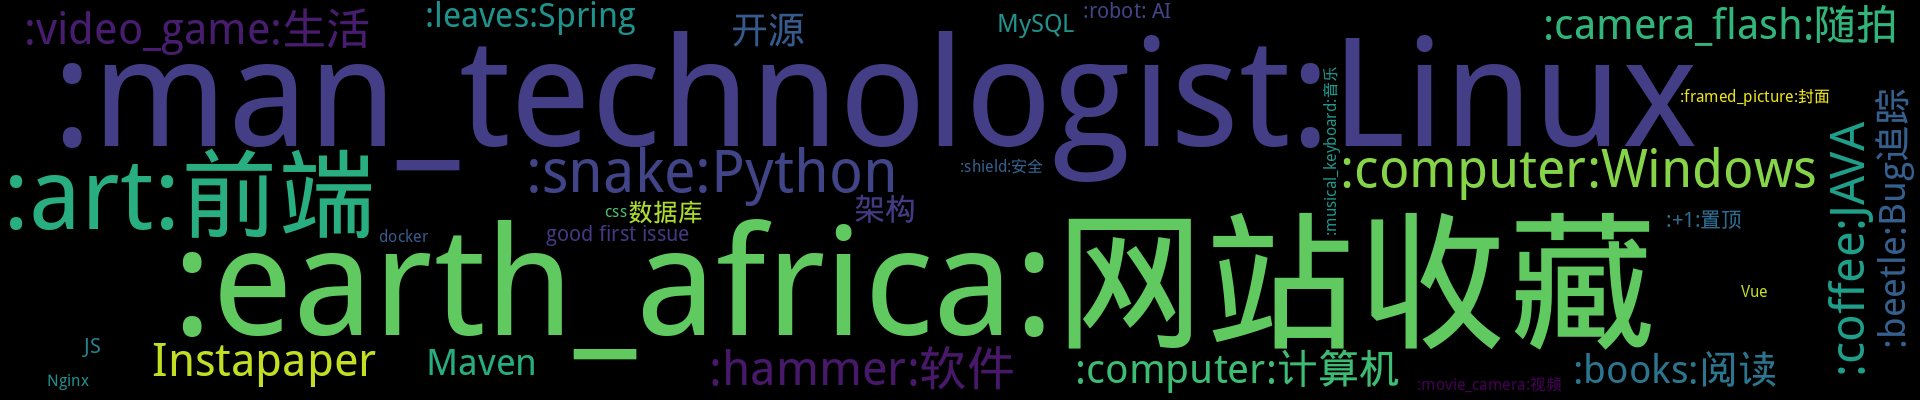 :video_game:生活
:leaves:Spring
开源
MySQL
:robot: AI
:camera_flash:随拍
:man_technologist:Linux
:musical_keyboard:音乐
:framed_picture:封面
:art:前端
:snake:Python
:shield:安全
:computer:Windows
:coffee:JAVA
:beetle:Bug追踪
css
数据库
架构
:+1:置顶
docker
good first issue
:earth_africa:网站收藏
Vue
JS
Nginx
Instapaper
Maven
:hammer:软件
:computer:计算机
:movie_camera:视频
:books:阅读